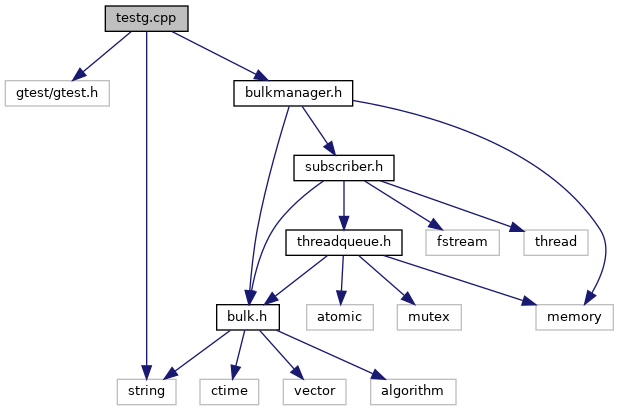 testg.cpp
gtest/gtest.h
bulkmanager.h
subscriber.h
threadqueue.h
fstream
thread
bulk.h
atomic
mutex
memory
string
ctime
vector
algorithm